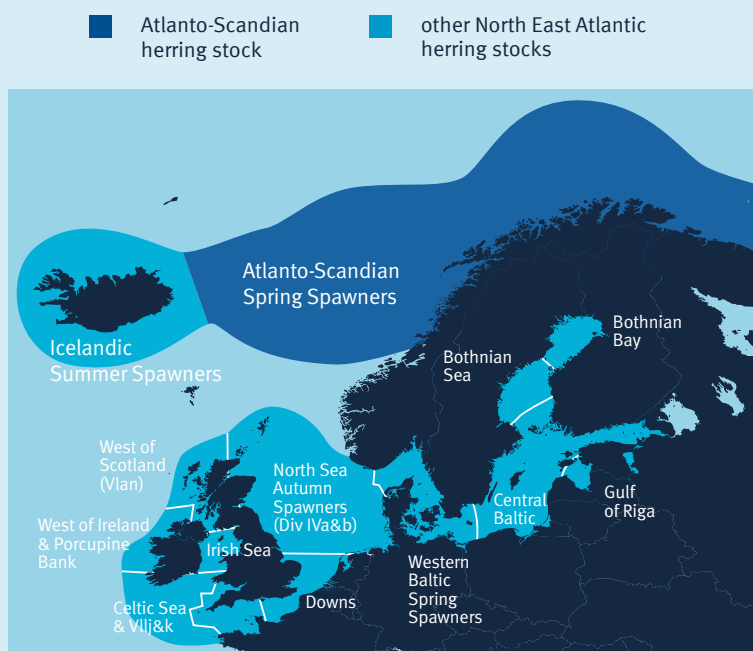 Atlanto-Scandian
herring stock
other North East Atlantic
herring stocks
Atlanto-Scandian
Spring Spawners
Icelandic
Summer Spawners
Bothnian
Bay
Bothnian
Sea
West of
Scotland
(Vlan)
North Sea
Autumn
Spawners
(Div IVa&b)
Central
Baltic
Gulf
of Riga
West of Ireland
& Porcupine
Bank
Irish Sea
Western
Baltic
Spring
Spawners
Downs
Celtic Sea
& Vllj&k